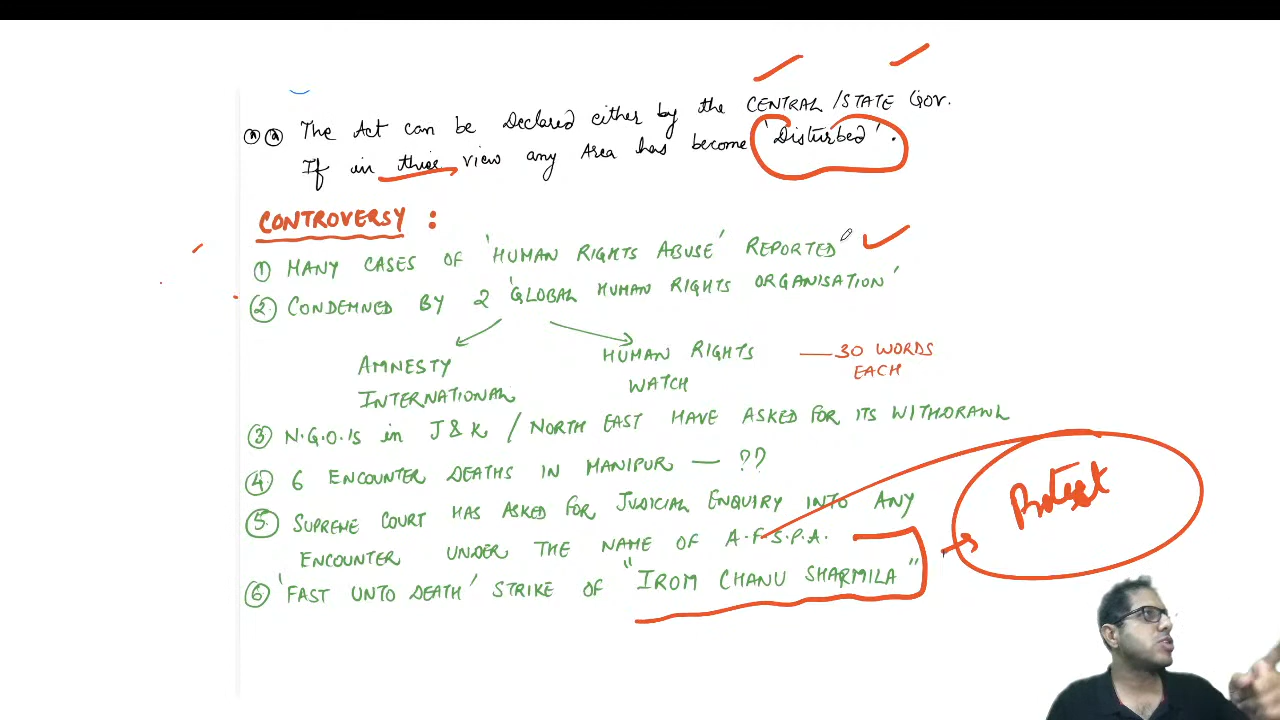 The Act can be Declared either by the CENTRAL /STATE Gov.
If in thier view any Area has become 'Disturbed'.
CONTROVERSY :
① MANY CASES OF 'HUMAN RIGHTS ABUSE' REPORTED
② CONDEMNED BY 2 'GLOBAL HUMAN RIGHTS ORGANISATION'
AMNESTY INTERNATIONAL
HUMAN RIGHTS WATCH
— 30 WORDS EACH
③ N.G.O.'s in J & K / NORTH EAST HAVE ASKED FOR ITS WITHDRAWL
④ 6 ENCOUNTER DEATHS IN MANIPUR — ??
⑤ SUPREME COURT HAS ASKED FOR JUDICIAL ENQUIRY INTO ANY
ENCOUNTER UNDER THE NAME OF A.F.S.P.A.
⑥ 'FAST UNTO DEATH' STRIKE OF "IROM CHANU SHARMILA"
Protest